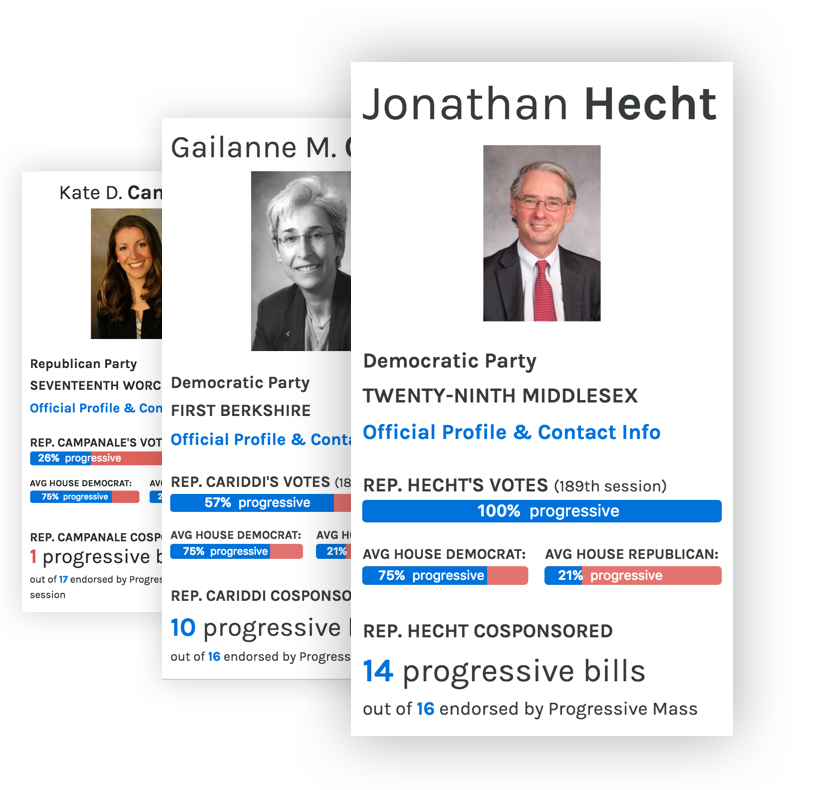 Kate D. Can
Republican Party
SEVENTEENTH WORC
Official Profile & Con
REP. CAMPANALE'S VOT
26% progressive
AVG HOUSE DEMOCRAT:
75% progressive
REP. CAMPANALE COSP
1 progressive b
out of 17 endorsed by Progres
session
Gailanne M.
Democratic Party
FIRST BERKSHIRE
Official Profile & Conta
REP. CARIDDI'S VOTES (18
57% progressive
AVG HOUSE DEMOCRAT:
AVG H
75% progressive
21%
REP. CARIDDI COSPONSO
10 progressive
out of 16 endorsed by Progress
Jonathan Hecht
Democratic Party
TWENTY-NINTH MIDDLESEX
Official Profile & Contact Info
REP. HECHT'S VOTES (189th session)
100% progressive
AVG HOUSE DEMOCRAT:
AVG HOUSE REPUBLICAN:
75% progressive
21% progressive
REP. HECHT COSPONSORED
14 progressive bills
out of 16 endorsed by Progressive Mass